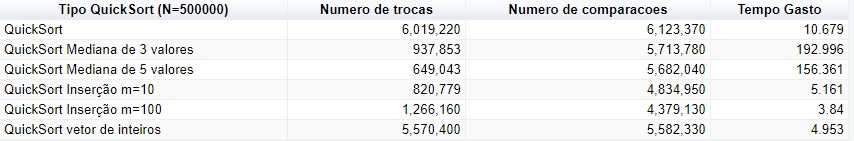 Tipo QuickSort (N=500000) Numero de trocas Numero de comparacoes Tempo Gasto
QuickSort 6,019,220 6,123,370 10.679
QuickSort Mediana de 3 valores 937,853 5,713,780 192.996
QuickSort Mediana de 5 valores 649,043 5,682,040 156.361
QuickSort Inserção m=10 820,779 4,834,950 5.161
QuickSort Inserção m=100 1,266,160 4,379,130 3.84
QuickSort vetor de inteiros 5,570,400 5,582,330 4.953